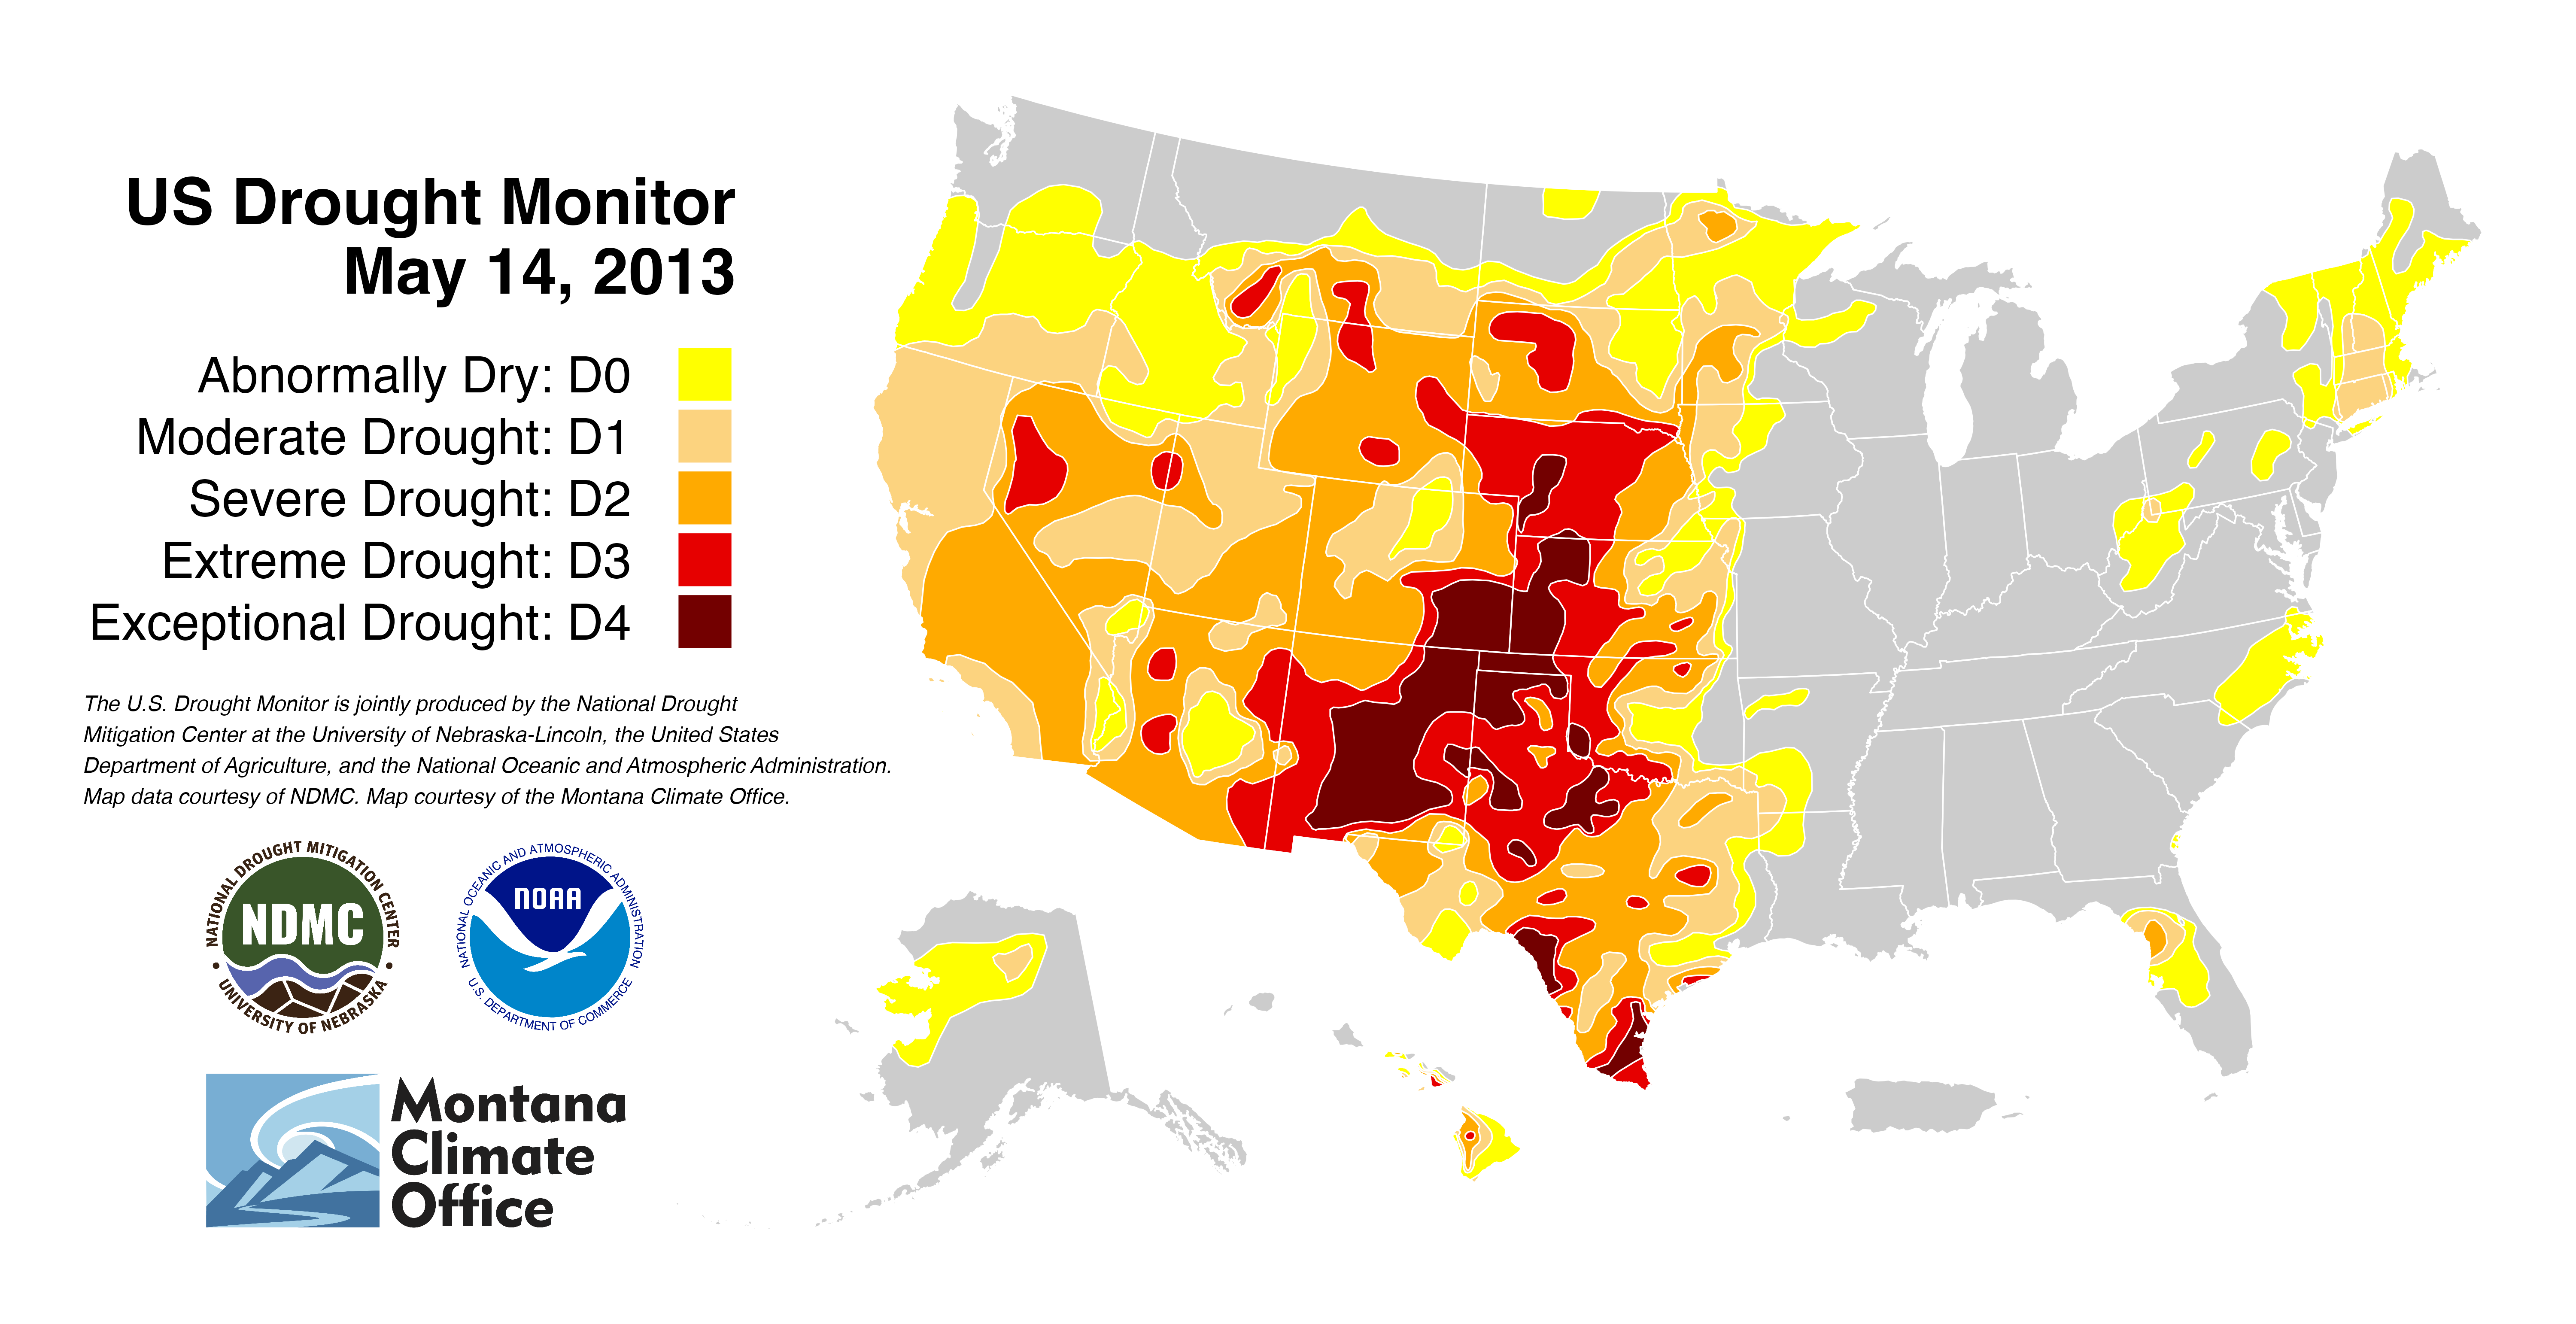 US Drought Monitor
May 14, 2013
Abnormally Dry: D0
Moderate Drought: D1
Severe Drought: D2
Extreme Drought: D3
Exceptional Drought: D4
The U.S. Drought Monitor is jointly produced by the National Drought
Mitigation Center at the University of Nebraska-Lincoln, the United States
Department of Agriculture, and the National Oceanic and Atmospheric Administration.
Map data courtesy of NDMC. Map courtesy of the Montana Climate Office.
NATIONAL DROUGHT MITIGATION CENTER
NDMC
UNIVERSITY OF NEBRASKA
NATIONAL OCEANIC AND ATMOSPHERIC ADMINISTRATION
NOAA
U.S. DEPARTMENT OF COMMERCE
Montana
Climate
Office